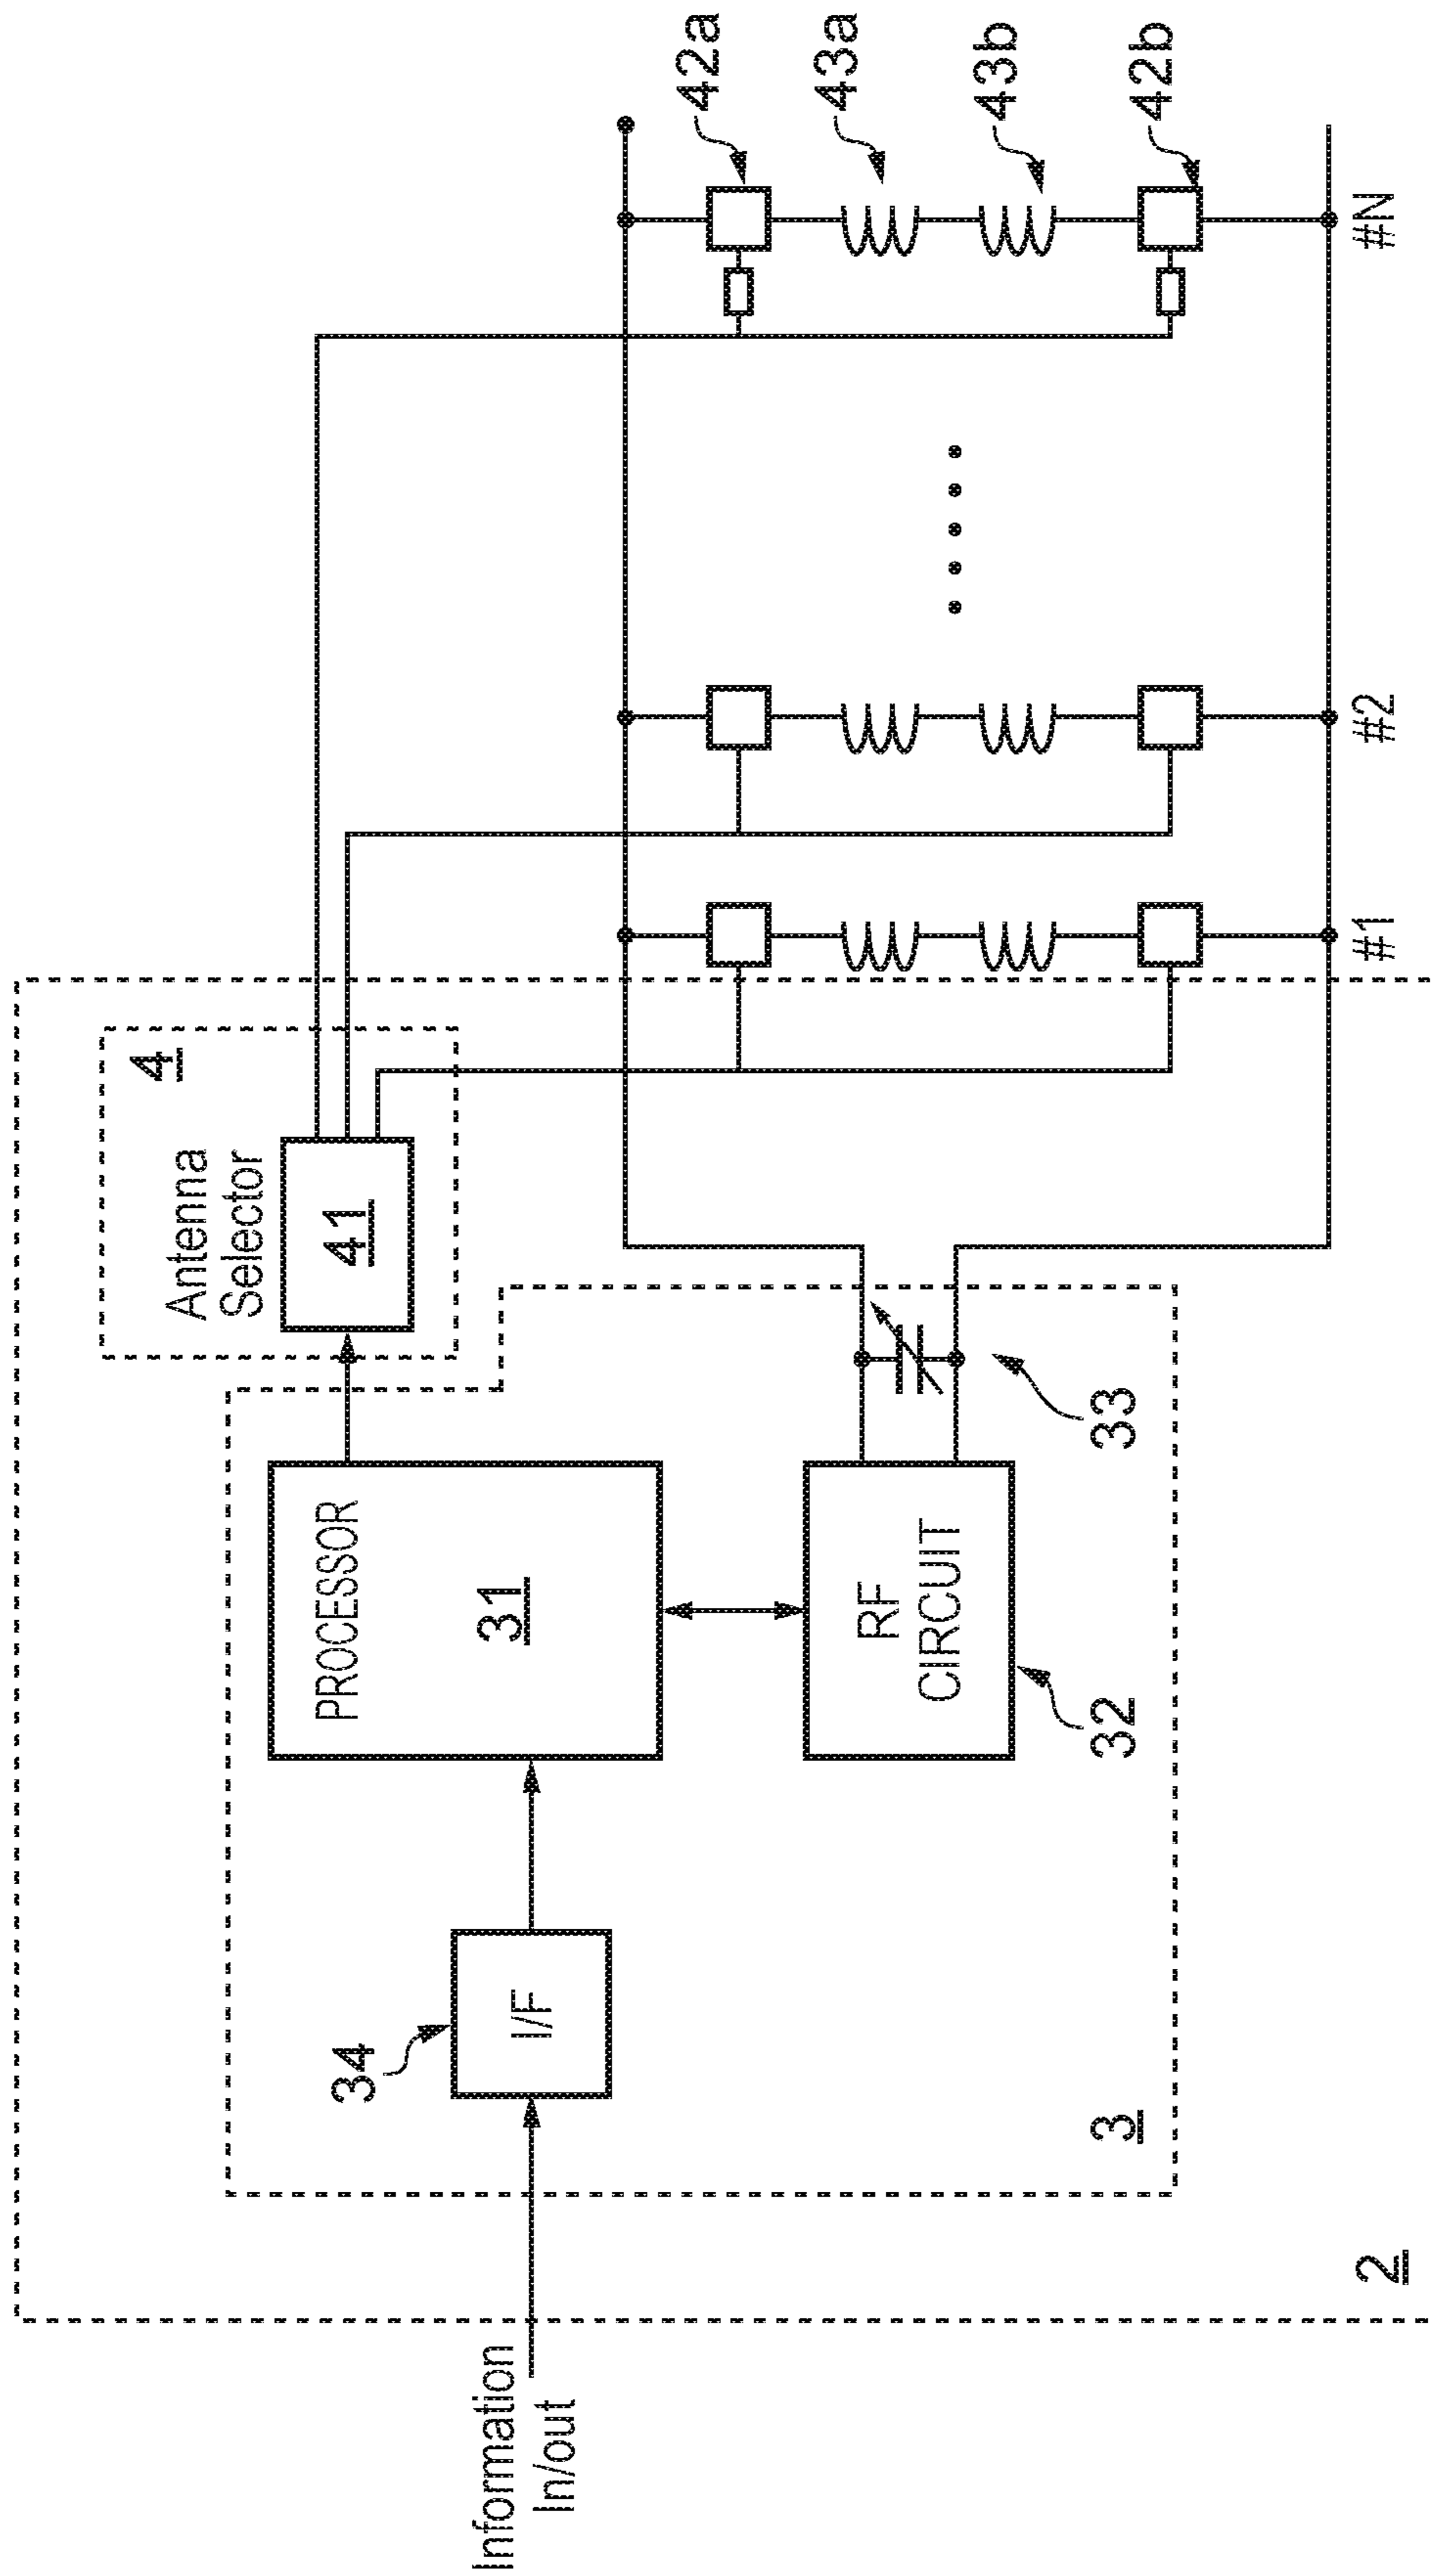 Information
In/out
34
I/F
PROCESSOR
31
RF
CIRCUIT
32
33
3
2
Antenna
Selector
41
4
#1
#2
#N
42a
43a
43b
42b